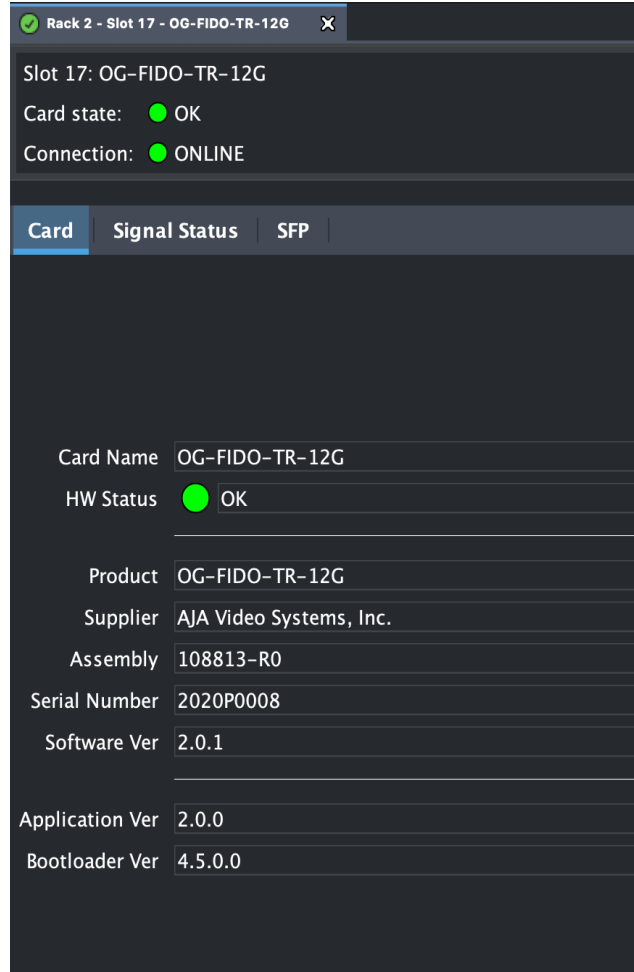 Rack 2 - Slot 17 - OG-FIDO-TR-12G
Slot 17: OG-FIDO-TR-12G
Card state: OK
Connection: ONLINE
Card Signal Status SFP
Card Name OG-FIDO-TR-12G
HW Status OK
Product OG-FIDO-TR-12G
Supplier AJA Video Systems, Inc.
Assembly 108813-R0
Serial Number 2020P0008
Software Ver 2.0.1
Application Ver 2.0.0
Bootloader Ver 4.5.0.0